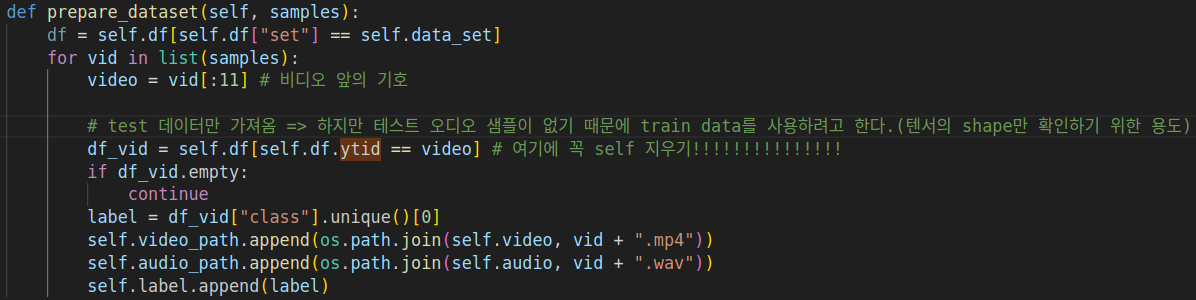 def prepare_dataset(self, samples):
    df = self.df[self.df["set"] == self.data_set]
    for vid in list(samples):
        video = vid[:11] # 비디오 앞의 기호
        # test 데이터만 가져옴 => 하지만 테스트 오디오 샘플이 없기 때문에 train data를 사용하려고 한다.(텐서의 shape만 확인하기 위한 용도)
        df_vid = self.df[self.df.ytid == video] # 여기에 꼭 self 지우기!!!!!!!!!!!!!!!
        if df_vid.empty:
            continue
        label = df_vid["class"].unique()[0]
        self.video_path.append(os.path.join(self.video, vid + ".mp4"))
        self.audio_path.append(os.path.join(self.audio, vid + ".wav"))
        self.label.append(label)